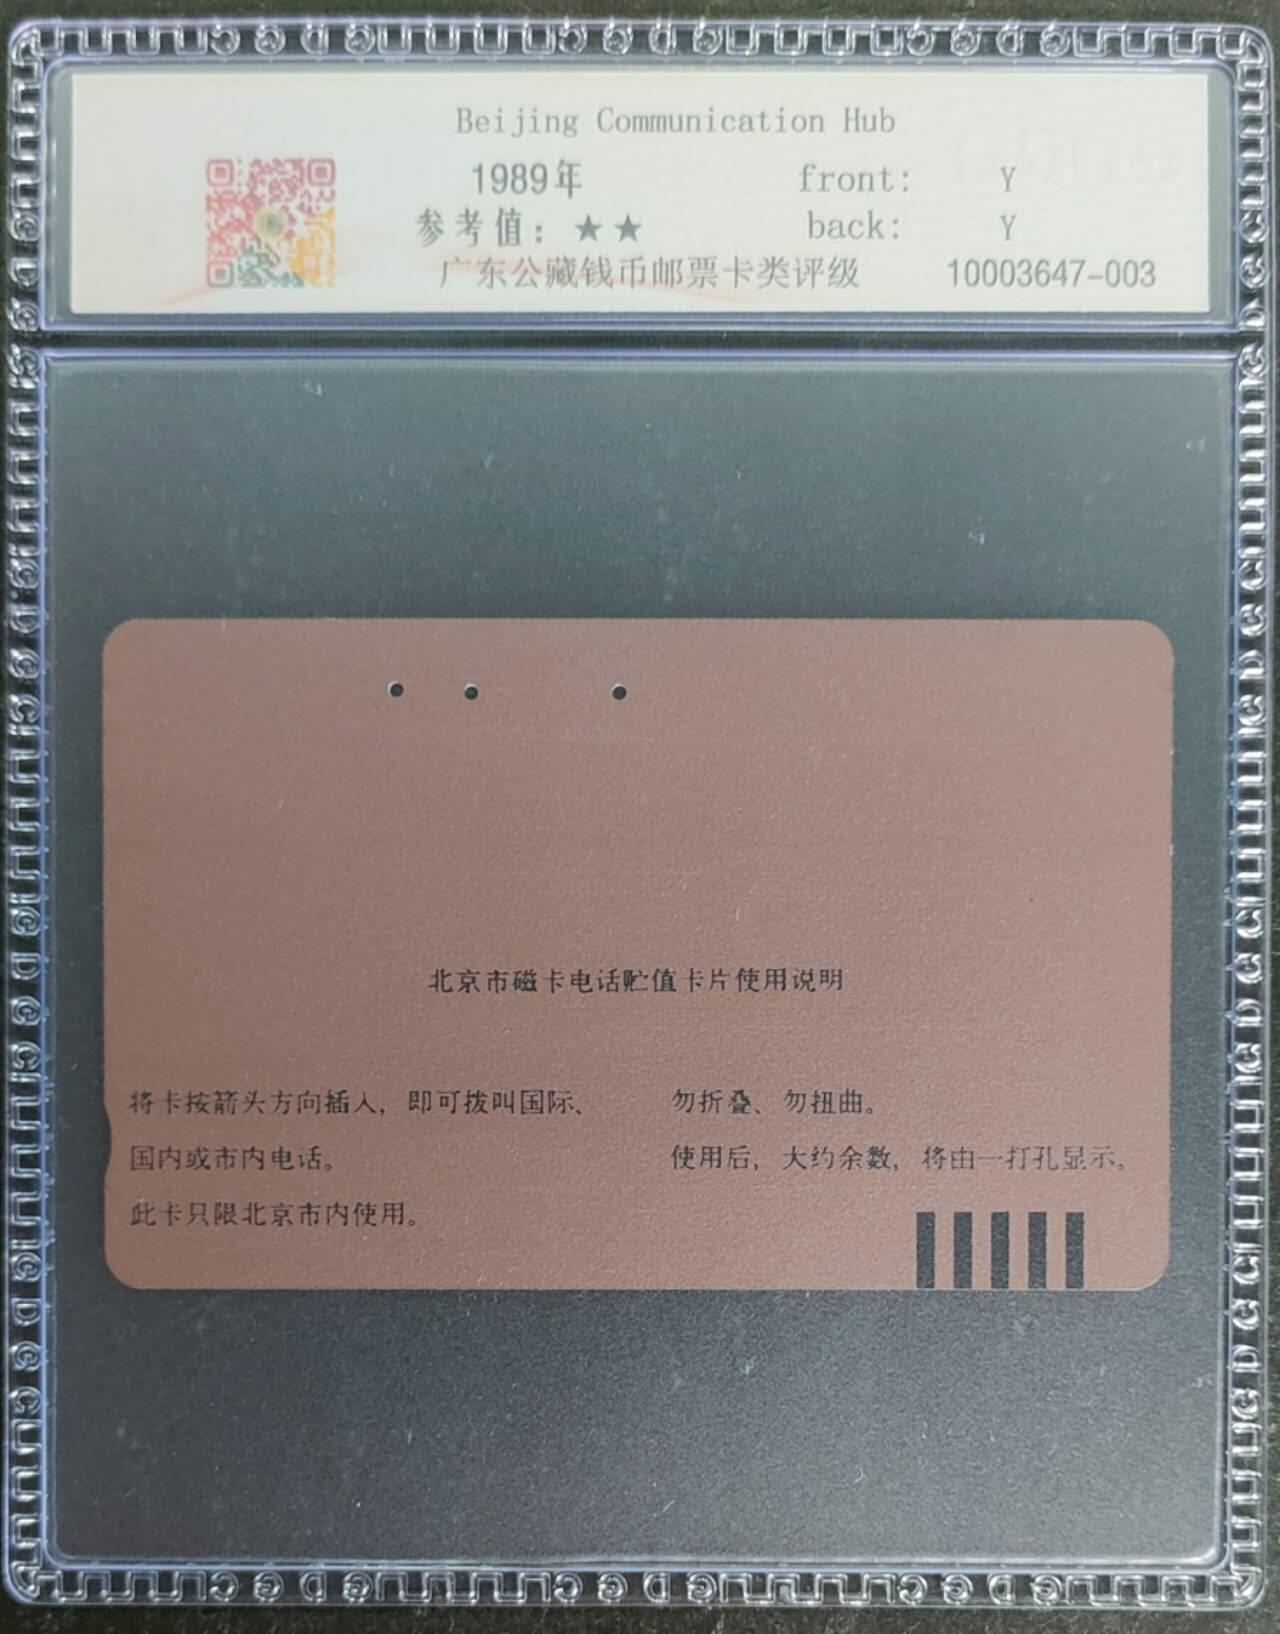 Beijing Communication Hub
1989年 front: Y
参考值：★★ back: Y
广东公藏钱币邮票卡类评级 10003647-003
北京市磁卡电话贮值卡片使用说明
将卡按箭头方向插入，即可拨叫国际、
国内或市内电话。
此卡只限北京市内使用。
勿折叠、勿扭曲。
使用后，大约余数，将由一打孔显示。